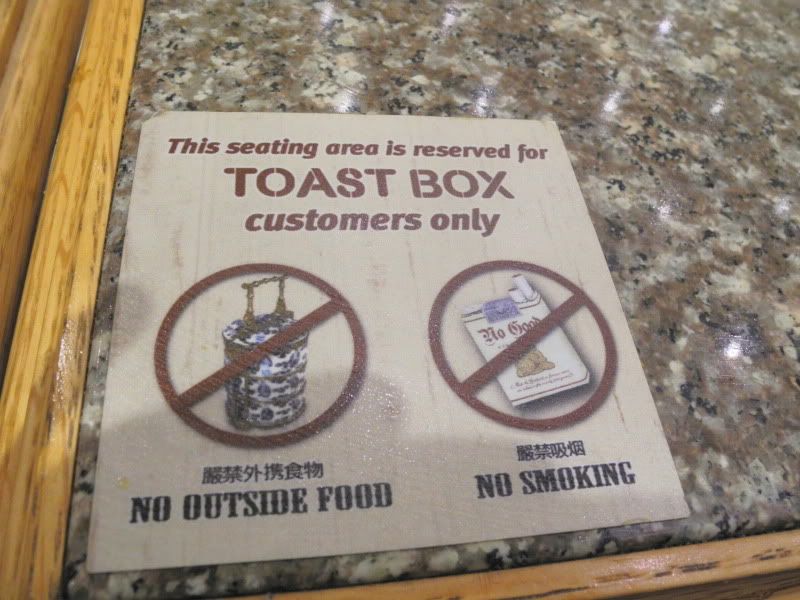 This seating area is reserved for
TOAST BOX
customers only
No Good
嚴禁外携食物
NO OUTSIDE FOOD
嚴禁吸烟
NO SMOKING